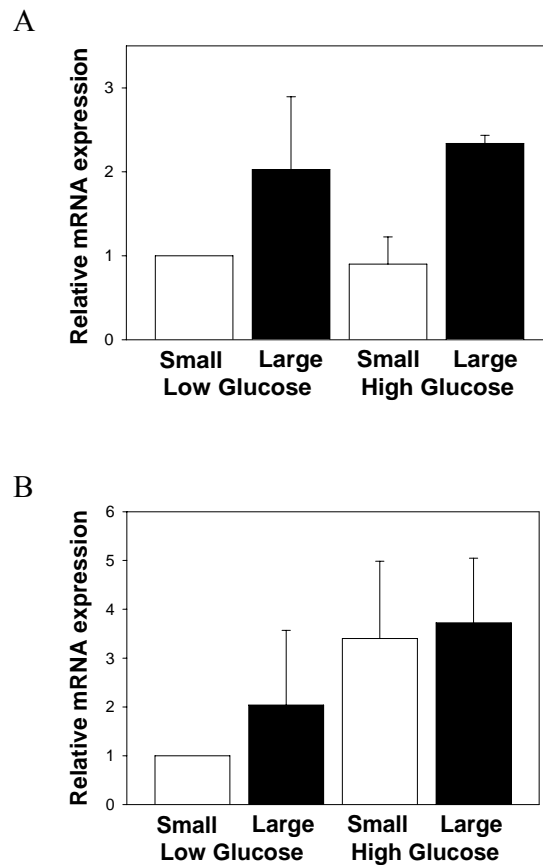 A
Relative mRNA expression
3
2
1
0
Small Large Small Large
Low Glucose High Glucose
B
Relative mRNA expression
6
5
4
3
2
1
0
Small Large Small Large
Low Glucose High Glucose